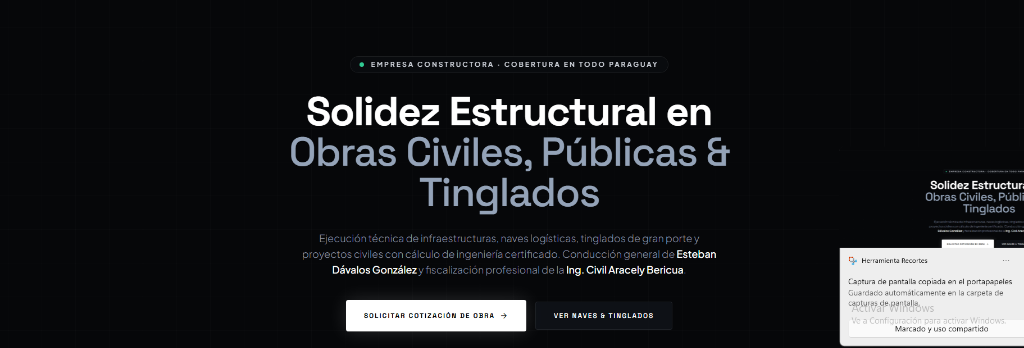 EMPRESA CONSTRUCTORA · COBERTURA EN TODO PARAGUAY
Solidez Estructural en
Obras Civiles, Públicas &
Tinglados
Ejecución técnica de infraestructuras, naves logísticas, tinglados de gran porte y
proyectos civiles con cálculo de ingeniería certificado. Conducción general de Esteban
Dávalos González y fiscalización profesional de la Ing. Civil Aracely Bericua
SOLICITAR COTIZACIÓN DE OBRA →
VER NAVES & TINGLADOS
Solidez Estructura
Obras Civiles, Públi
Tinglados
Herramienta Recortes
Captura de pantalla copiada en el portapapeles
Guardado automáticamente en la carpeta de
capturas de pantalla.
Activar Windows
Ve a Configuración para activar Windows.
Marcado y uso compartido